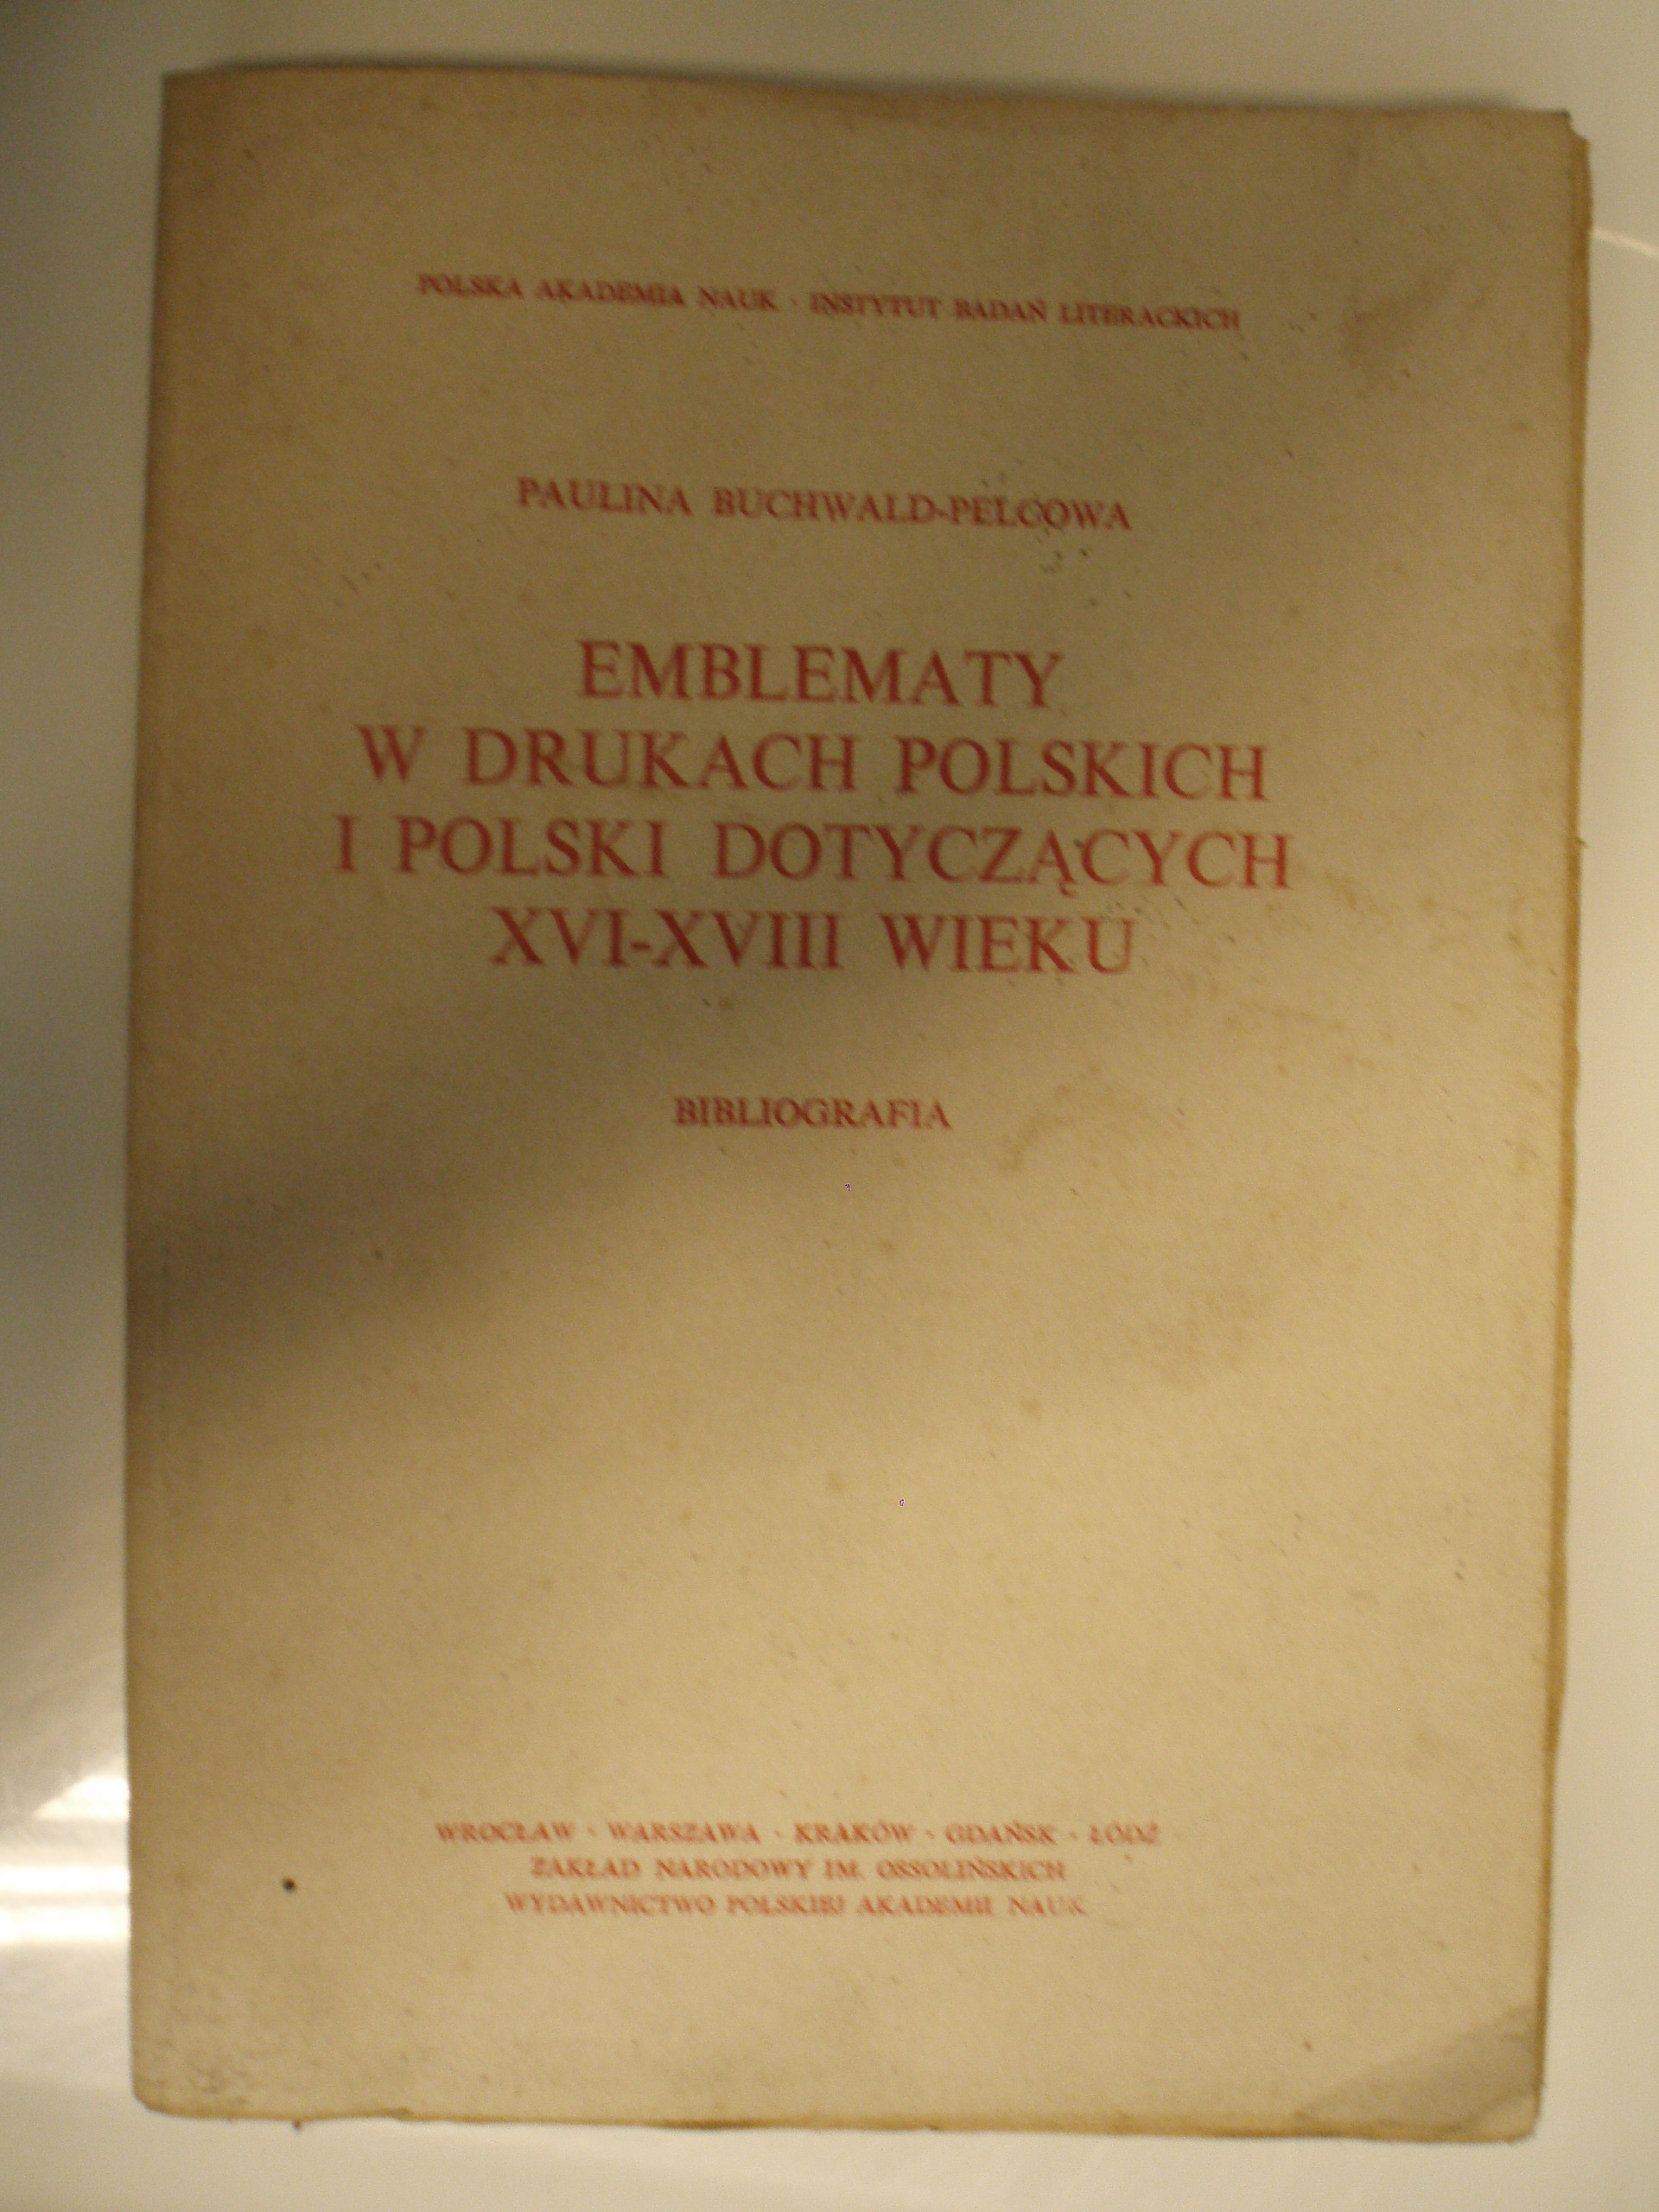 POLSKA AKADEMIA NAUK · INSTYTUT BADAŃ LITERACKICH
PAULINA BUCHWALD-PELCOWA
EMBLEMATY
W DRUKACH POLSKICH
I POLSKI DOTYCZĄCYCH
XVI-XVIII WIEKU
BIBLIOGRAFIA
WROCŁAW · WARSZAWA · KRAKÓW · GDAŃSK · ŁÓDŹ
ZAKŁAD NARODOWY IM. OSSOLIŃSKICH
WYDAWNICTWO POLSKIEJ AKADEMII NAUK